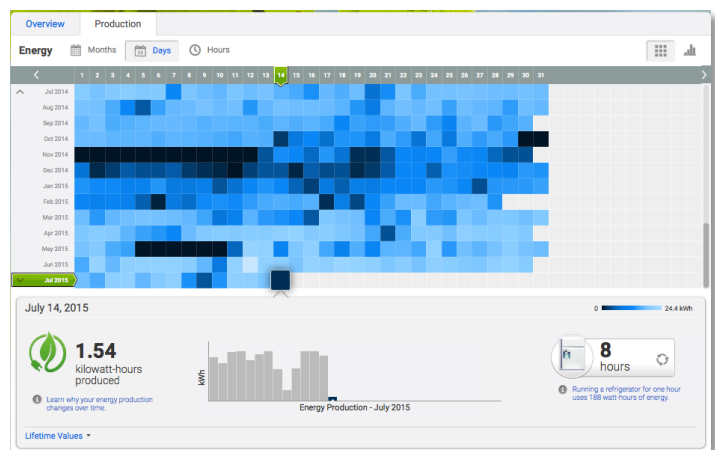 Overview Production
Energy Months Days Hours
1 2 3 4 5 6 7 8 9 10 11 12 13 14 15 16 17 18 19 20 21 22 23 24 25 26 27 28 29 30 31
Jul 2014
Aug 2014
Sep 2014
Oct 2014
Nov 2014
Dec 2014
Jan 2015
Feb 2015
Mar 2015
Apr 2015
May 2015
Jun 2015
Jul 2015
July 14, 2015
0 24.4 kWh
1.54
kilowatt-hours
produced
Learn why your energy production
changes over time.
kWh
Energy Production - July 2015
8
hours
Running a refrigerator for one hour
uses 188 watt-hours of energy.
Lifetime Values